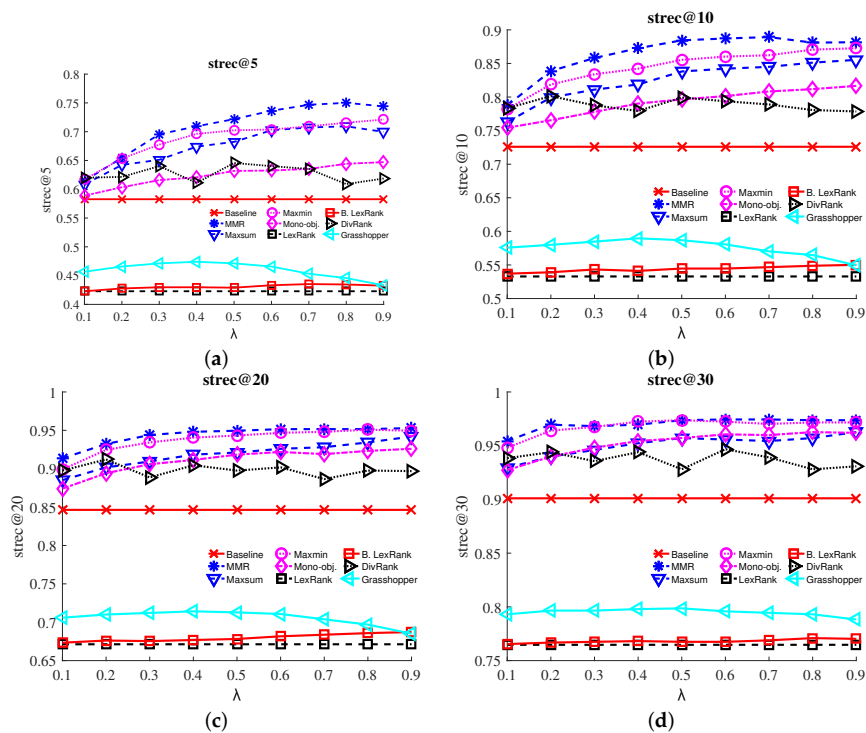 strec@5
0.8
0.75
0.7
0.65
0.6
0.55
0.5
0.45
0.4
strec@5
Baseline Maxmin B. LexRank
MMR Mono-obj. DivRank
Maxsum LexRank Grasshopper
0.1 0.2 0.3 0.4 0.5 0.6 0.7 0.8 0.9
λ
(a)
strec@10
0.9
0.85
0.8
0.75
0.7
0.65
0.6
0.55
0.5
strec@10
Baseline Maxmin B. LexRank
MMR Mono-obj. DivRank
Maxsum LexRank Grasshopper
0.1 0.2 0.3 0.4 0.5 0.6 0.7 0.8 0.9
λ
(b)
strec@20
1
0.95
0.9
0.85
0.8
0.75
0.7
0.65
strec@20
Baseline Maxmin B. LexRank
MMR Mono-obj. DivRank
Maxsum LexRank Grasshopper
0.1 0.2 0.3 0.4 0.5 0.6 0.7 0.8 0.9
λ
(c)
strec@30
1
0.95
0.9
0.85
0.8
0.75
strec@30
Baseline Maxmin B. LexRank
MMR Mono-obj. DivRank
Maxsum LexRank Grasshopper
0.1 0.2 0.3 0.4 0.5 0.6 0.7 0.8 0.9
λ
(d)